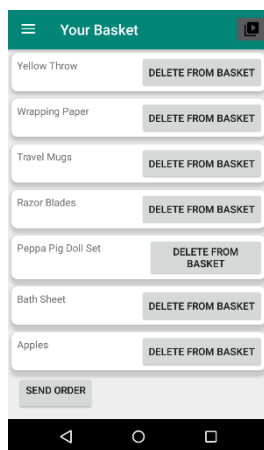 Your Basket
Yellow Throw
DELETE FROM BASKET
Wrapping Paper
DELETE FROM BASKET
Travel Mugs
DELETE FROM BASKET
Razor Blades
DELETE FROM BASKET
Peppa Pig Doll Set
DELETE FROM
BASKET
Bath Sheet
DELETE FROM BASKET
Apples
DELETE FROM BASKET
SEND ORDER